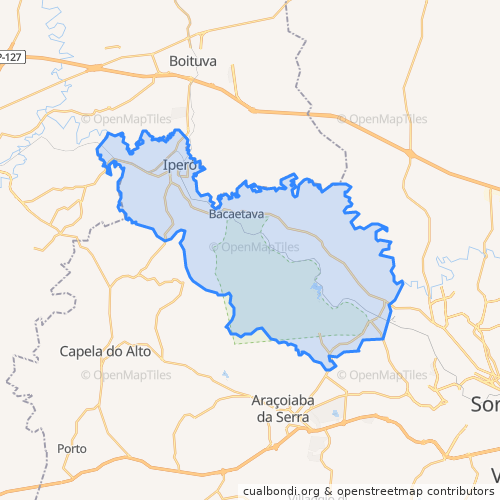 Boituva
P-127
© OpenMapTiles © OpenMapTiles
Iperó
Bacaetava
© OpenMapTiles
Capela do Alto
© OpenMapTiles © OpenMapTiles
Araçoiaba
da Serra
Sor
Porto
V
cualbondi.org & openstreetmap contributors